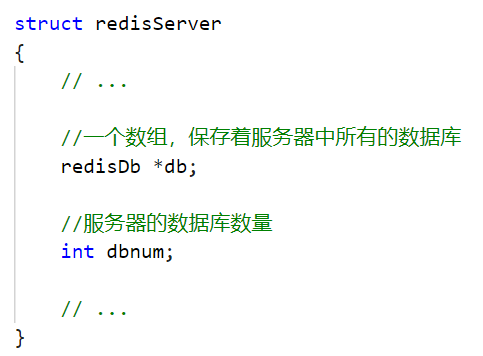 struct redisServer
{
// ...
//一个数组，保存着服务器中所有的数据库
redisDb *db;
//服务器的数据库数量
int dbnum;
// ...
}